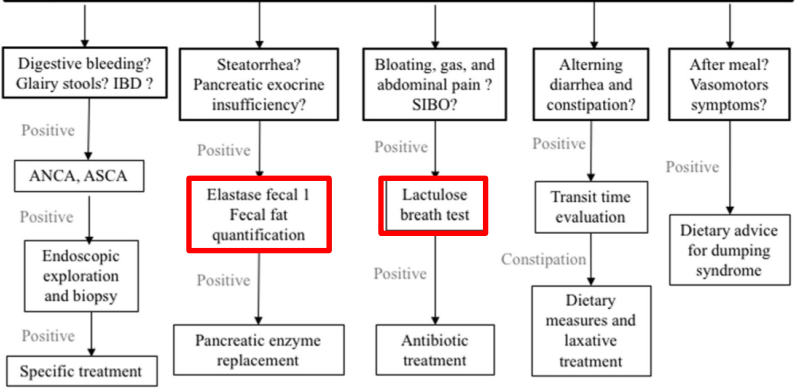 Digestive bleeding?
Glairy stools? IBD ?
Positive
ANCA, ASCA
Positive
Endoscopic
exploration
and biopsy
Positive
Specific treatment
Steatorrhea?
Pancreatic exocrine
insufficiency?
Positive
Elastase fecal 1
Fecal fat
quantification
Positive
Pancreatic enzyme
replacement
Bloating, gas, and
abdominal pain ?
SIBO?
Positive
Lactulose
breath test
Positive
Antibiotic
treatment
Alterning
diarrhea and
constipation?
Positive
Transit time
evaluation
Constipation
Dietary
measures and
laxative
treatment
After meal?
Vasomotors
symptoms?
Positive
Dietary advice
for dumping
syndrome